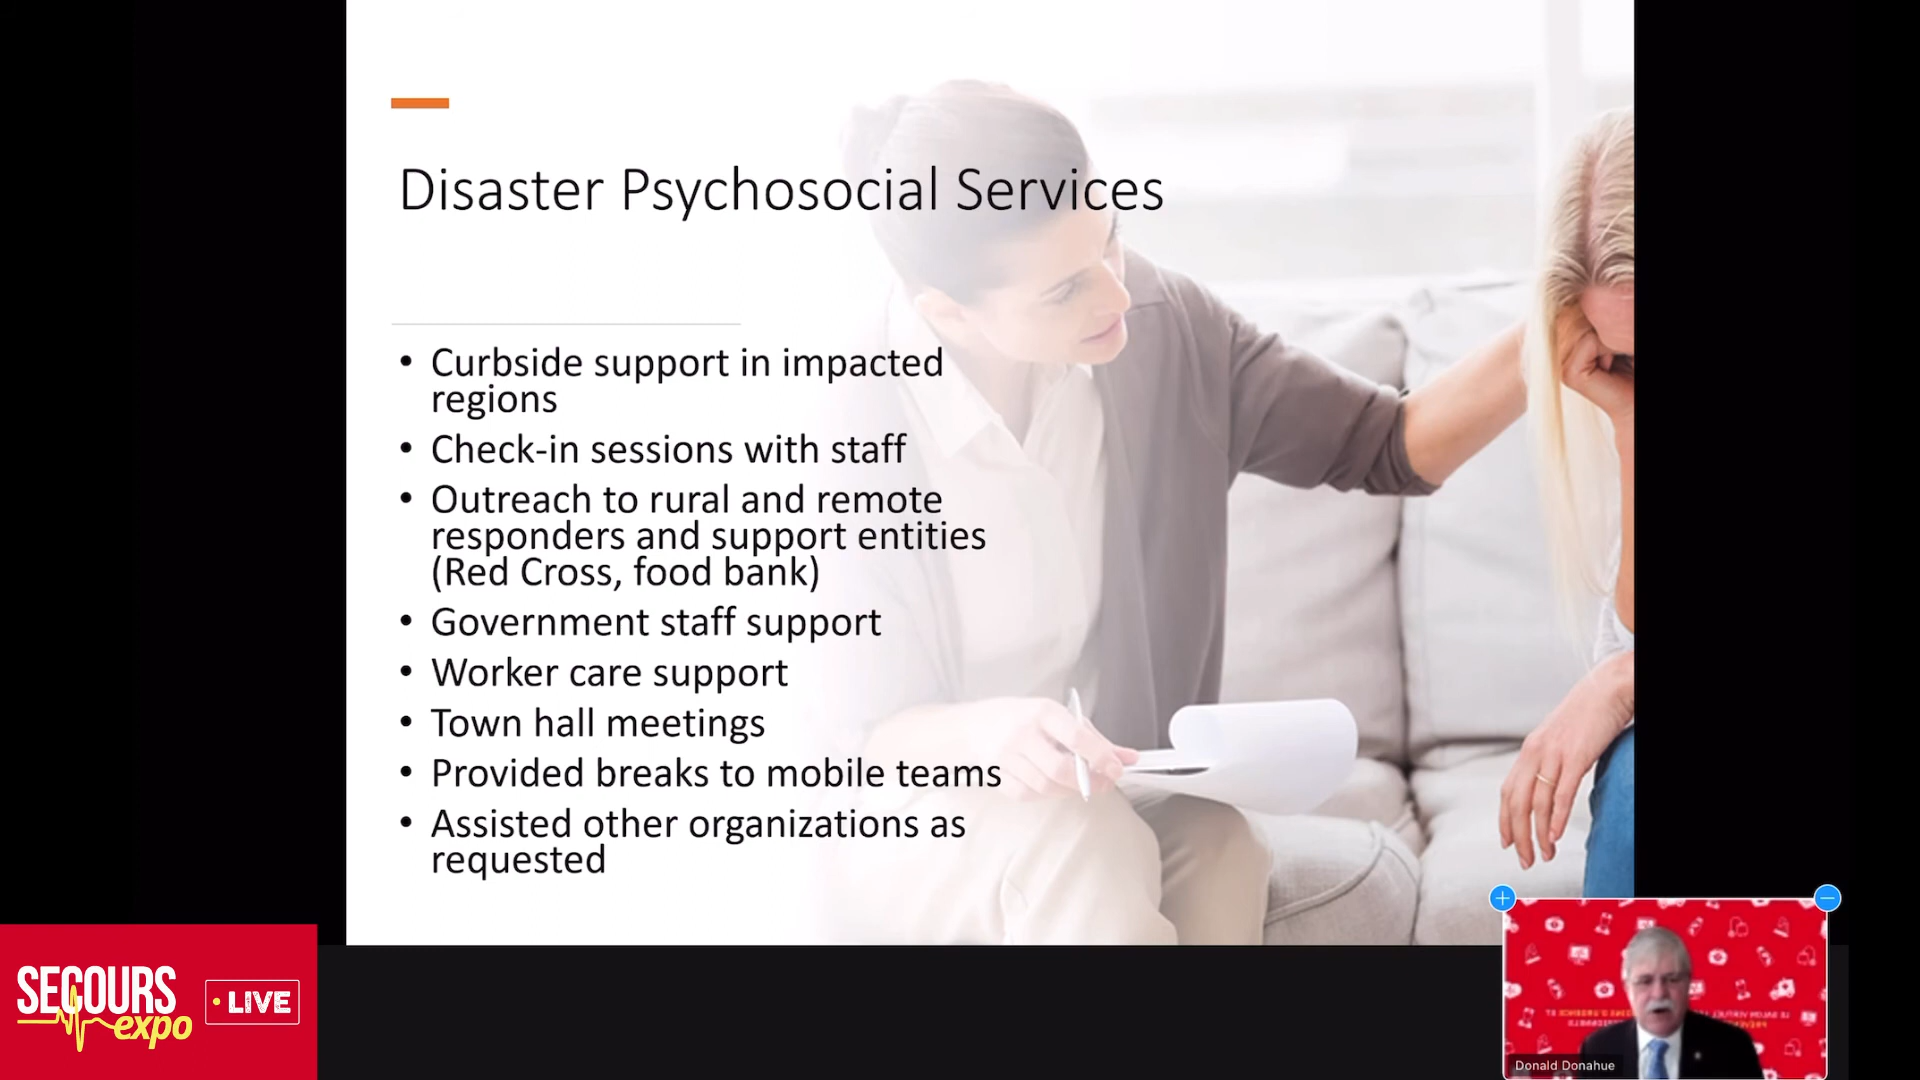 Disaster Psychosocial Services
• Curbside support in impacted
regions
• Check-in sessions with staff
• Outreach to rural and remote
responders and support entities
(Red Cross, food bank)
• Government staff support
• Worker care support
• Town hall meetings
• Provided breaks to mobile teams
• Assisted other organizations as
requested
SECOURS
expo
• LIVE
Donald Donahue